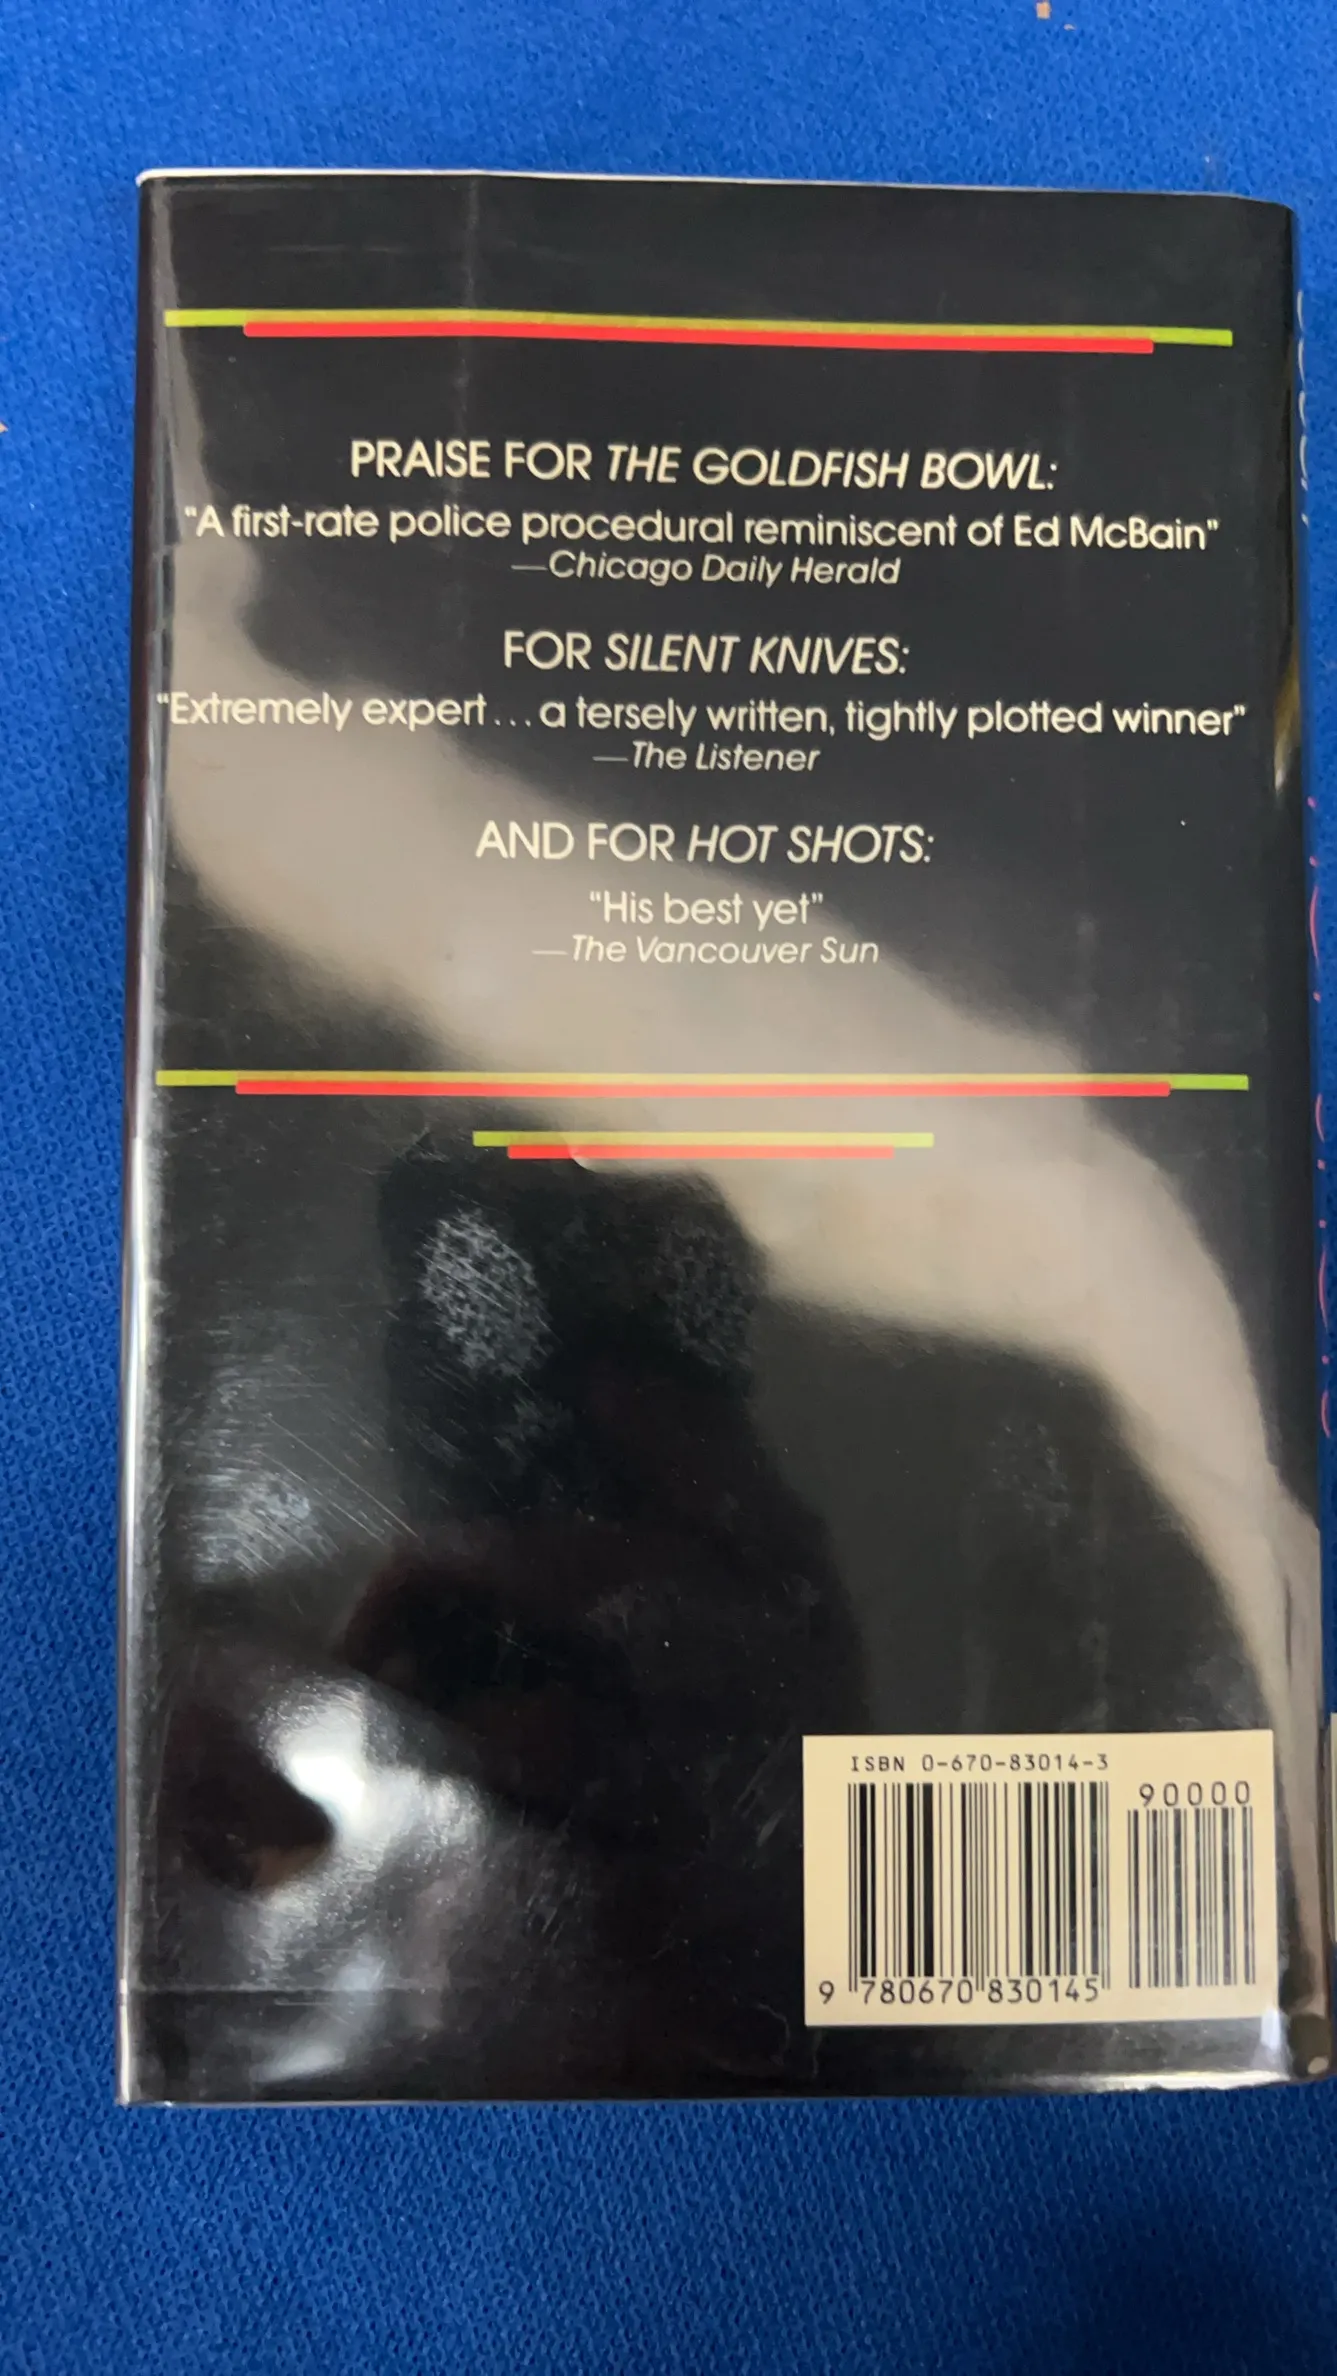 PRAISE FOR THE GOLDFISH BOWL:
"A first-rate police procedural reminiscent of Ed McBain"
—Chicago Daily Herald
FOR SILENT KNIVES:
"Extremely expert... a tersely written, tightly plotted winner"
—The Listener
AND FOR HOT SHOTS:
"His best yet"
—The Vancouver Sun
ISBN 0-670-83014-3
90000
9 780670 830145